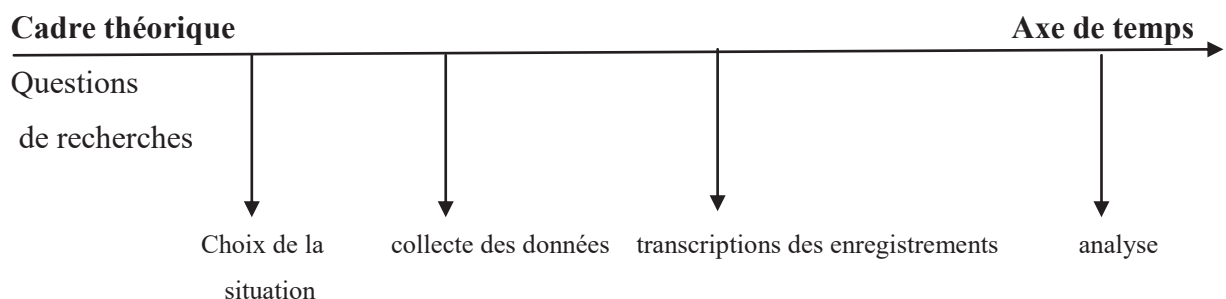 Cadre théorique Axe de temps
Questions
de recherches
Choix de la collecte des données transcriptions des enregistrements analyse
situation